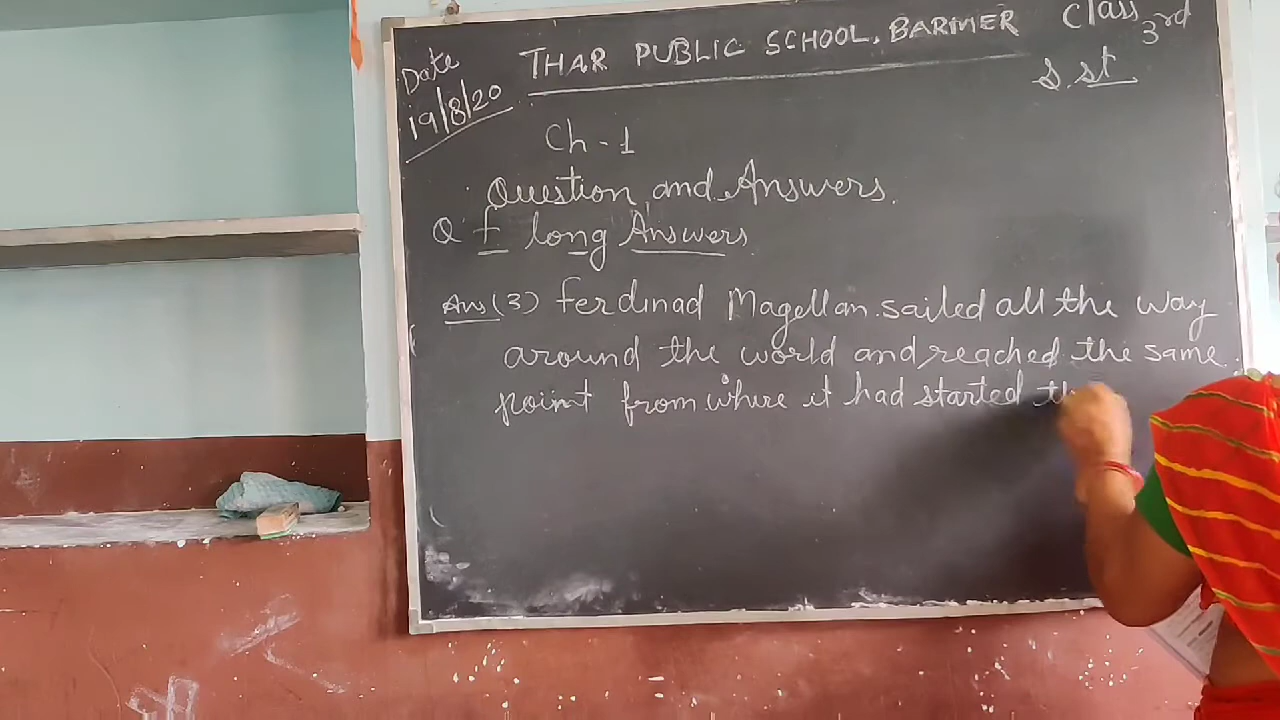 Date
19/8/20
THAR PUBLIC SCHOOL, BARMER
Class 3rd
S.st
Ch - 1
Question and Answers.
Q f long Answers
Ans (3) Ferdinad Magellan sailed all the way
around the world and reached the same
point from where it had started